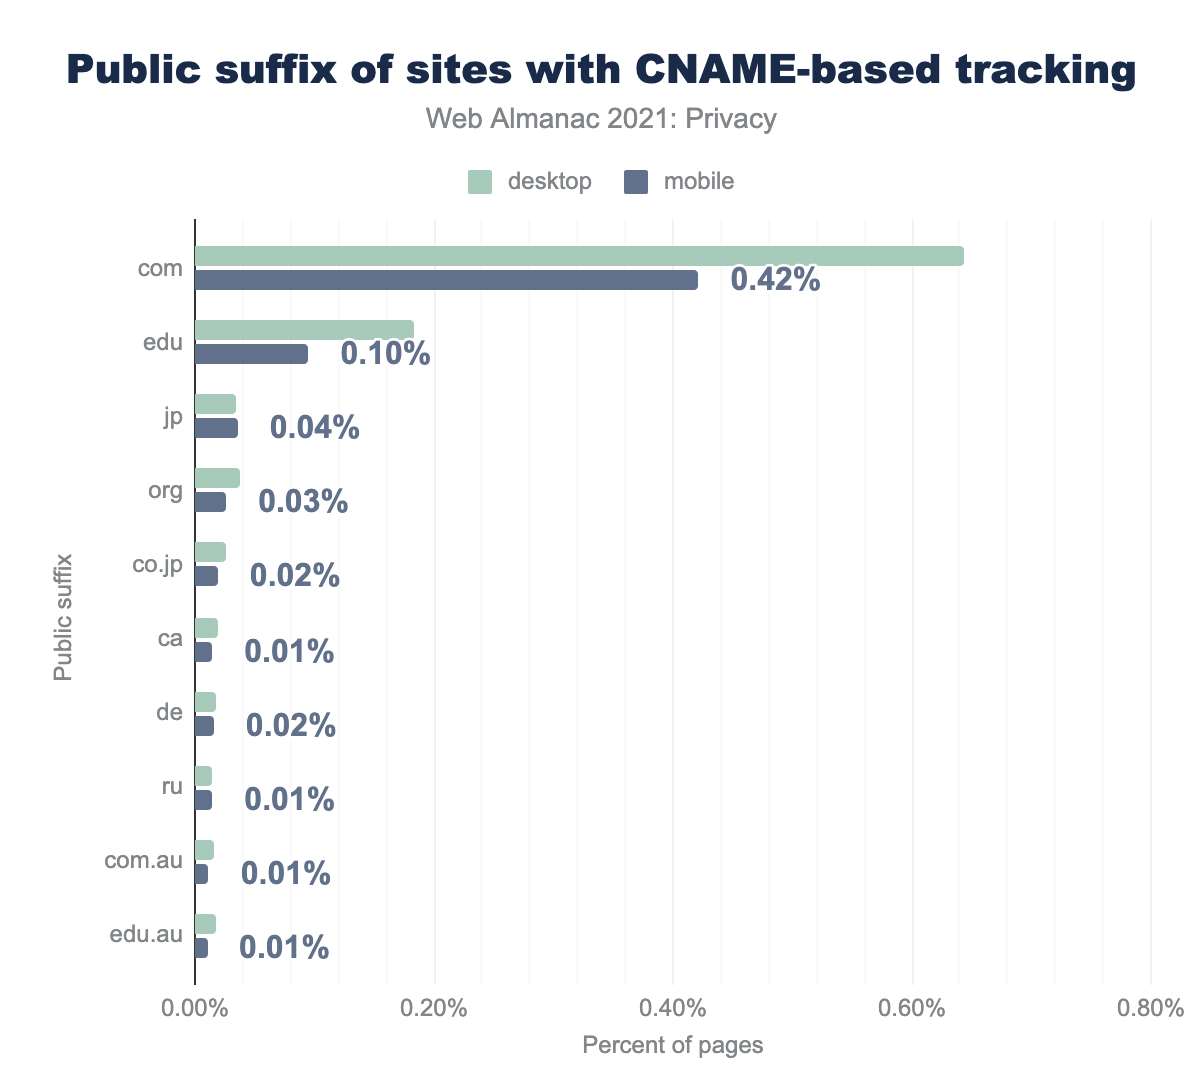 Public suffix of sites with CNAME-based tracking
Web Almanac 2021: Privacy
desktop
mobile
Public suffix
com
0.42%
edu
0.10%
jp
0.04%
org
0.03%
co.jp
0.02%
ca
0.01%
de
0.02%
ru
0.01%
com.au
0.01%
edu.au
0.01%
0.00% 0.20% 0.40% 0.60% 0.80%
Percent of pages